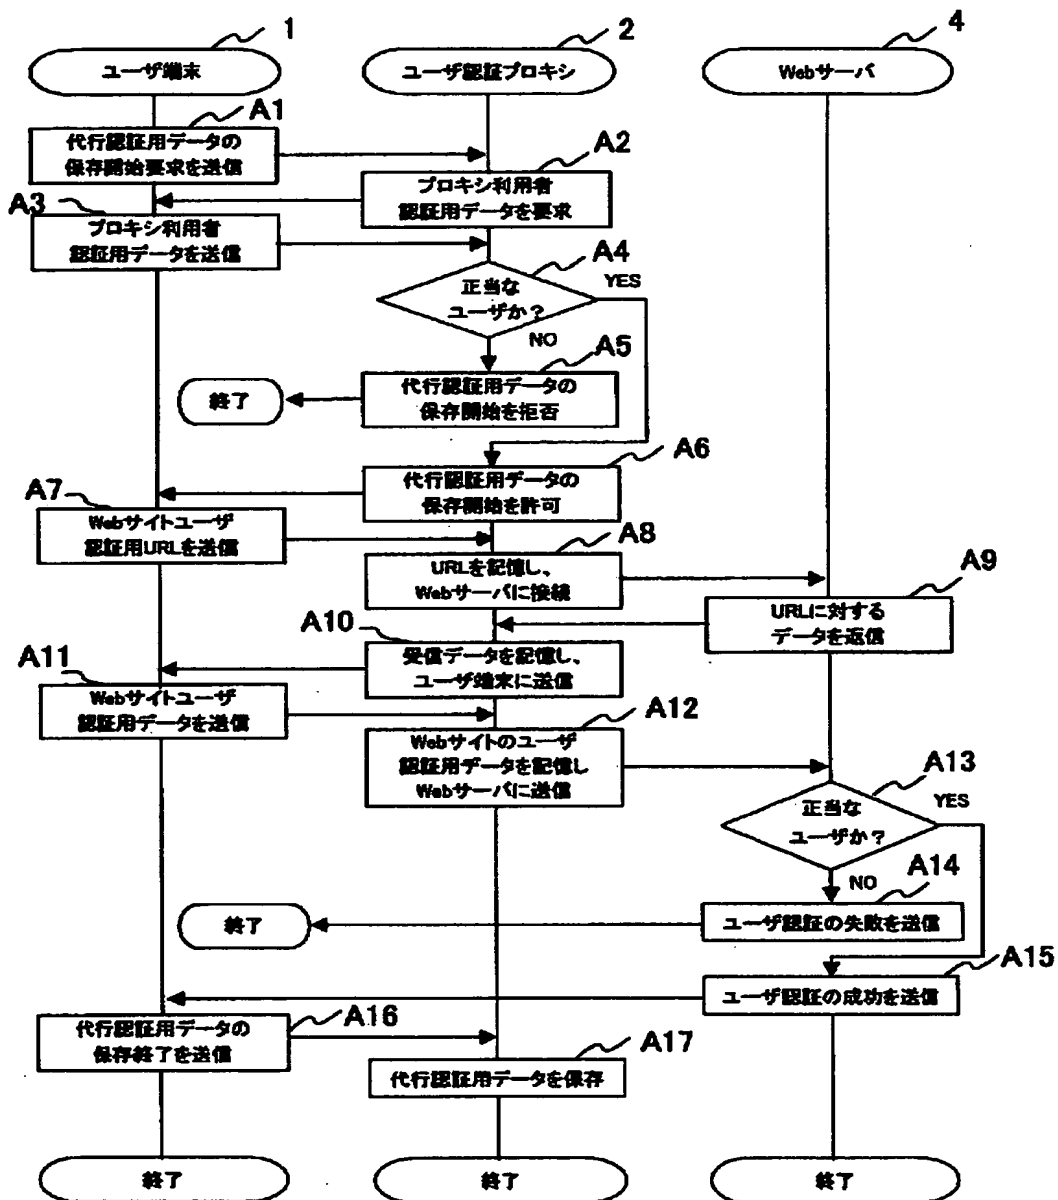 1
2
4
ユーザ端末
ユーザ認証プロキシ
Webサーバ
A1
代行認証用データの
保存開始要求を送信
A2
プロキシ利用者
認証用データを要求
A3
プロキシ利用者
認証用データを送信
A4
正当な
ユーザか?
YES
NO
A5
代行認証用データの
保存開始を拒否
終了
A6
代行認証用データの
保存開始を許可
A7
Webサイトユーザ
認証用URLを送信
A8
URLを記憶し、
Webサーバに接続
A9
URLに対する
データを返信
A10
受信データを記憶し、
ユーザ端末に送信
A11
Webサイトユーザ
認証用データを送信
A12
Webサイトのユーザ
認証用データを記憶し
Webサーバに送信
A13
正当な
ユーザか?
YES
NO
A14
ユーザ認証の失敗を送信
終了
A15
ユーザ認証の成功を送信
A16
代行認証用データの
保存終了を送信
A17
代行認証用データを保存
終了
終了
終了